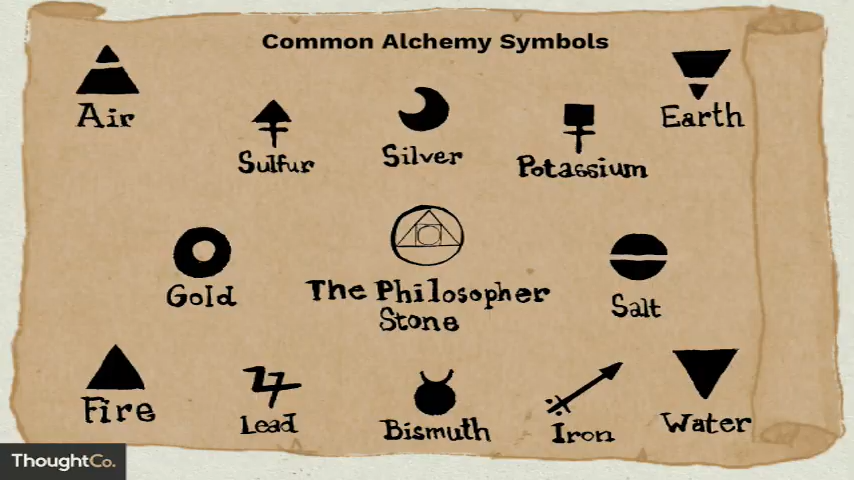 Common Alchemy Symbols
Air
Earth
Sulfur
Silver
Potassium
Gold
The Philosopher
Stone
Salt
Fire
Lead
Bismuth
Iron
Water
ThoughtCo.